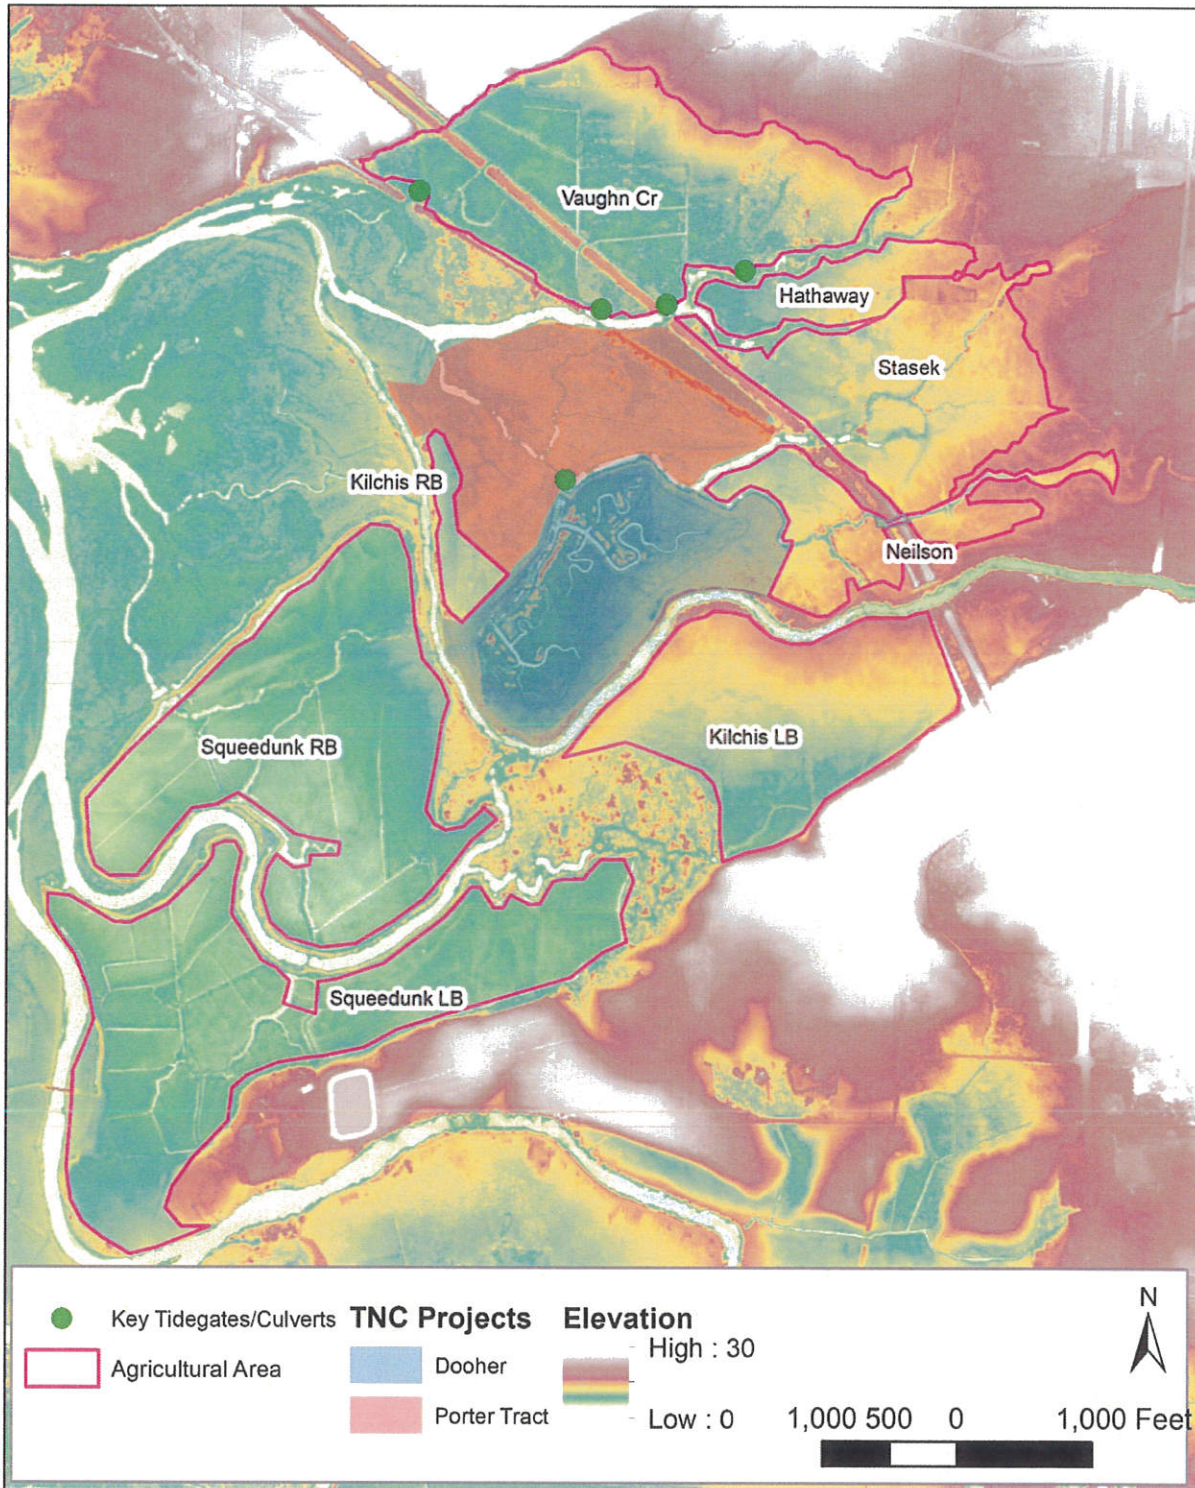 Vaughn Cr
Hathaway
Stasek
Kilchis RB
Neilson
Squeedunk RB
Kilchis LB
Squeedunk LB
Key Tidegates/Culverts
Agricultural Area
TNC Projects
Dooher
Porter Tract
Elevation
High : 30
Low : 0
N
1,000 500 0 1,000 Feet